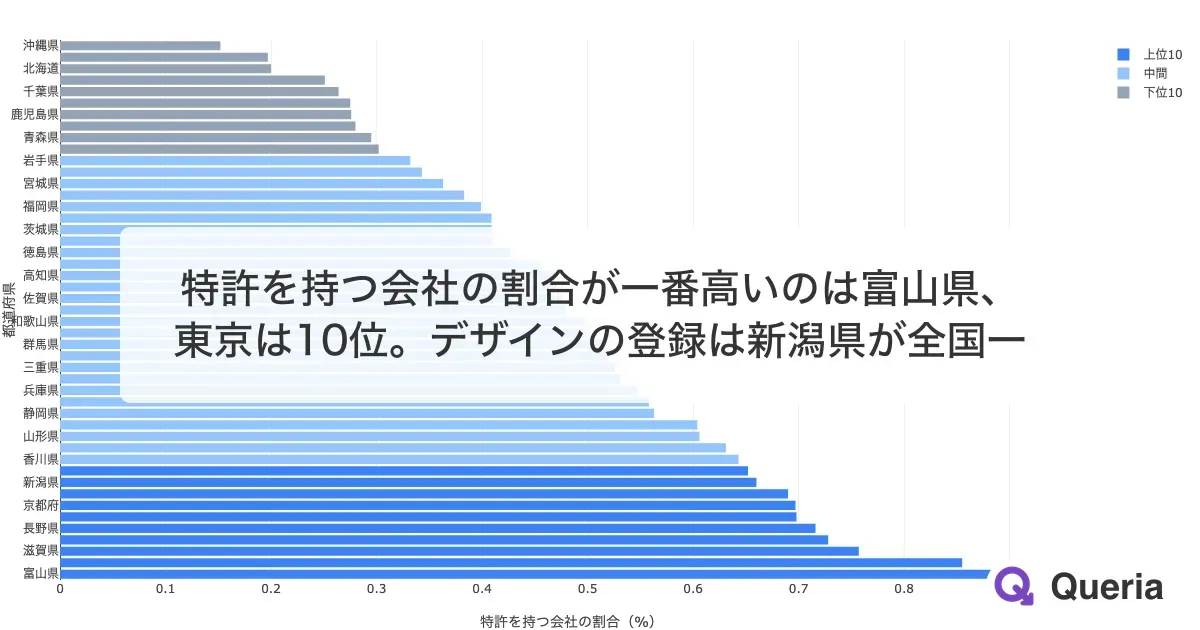 沖縄県
北海道
千葉県
鹿児島県
青森県
岩手県
宮城県
福岡県
茨城県
徳島県
高知県
佐賀県
和歌山県
群馬県
三重県
兵庫県
静岡県
山形県
香川県
新潟県
京都府
長野県
滋賀県
富山県
都道府県
特許を持つ会社の割合が一番高いのは富山県、
東京は10位。デザインの登録は新潟県が全国一
上位10
中間
下位10
0 0.1 0.2 0.3 0.4 0.5 0.6 0.7 0.8
特許を持つ会社の割合（%）
Queria